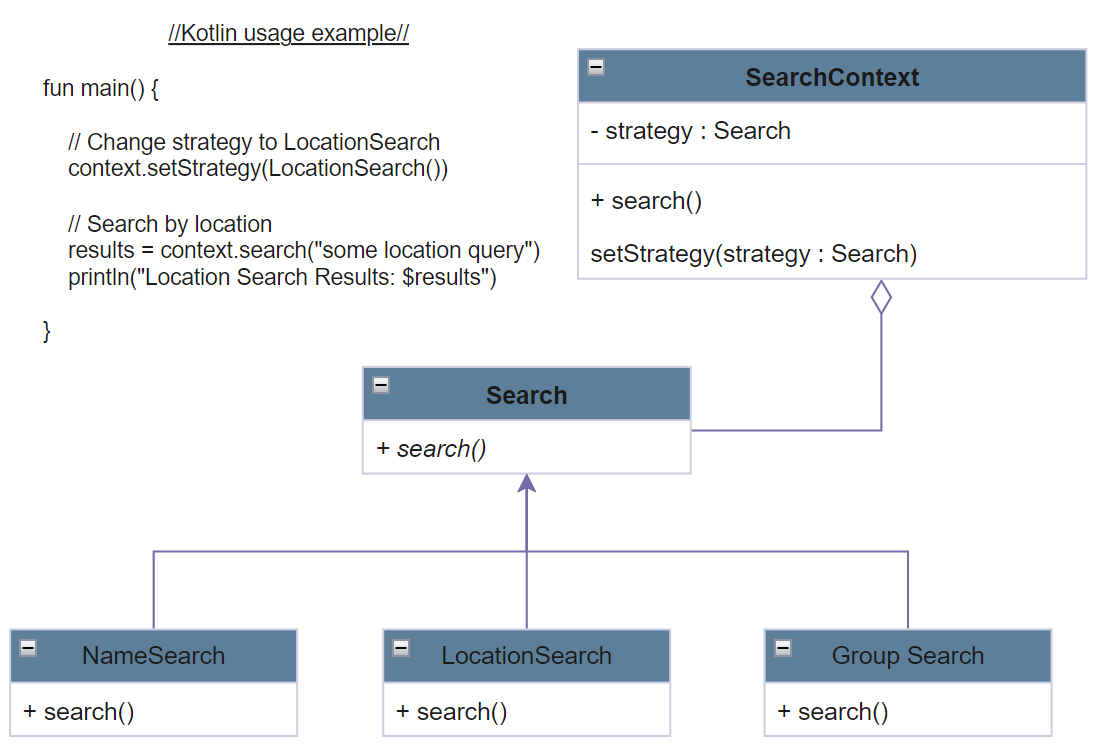 //Kotlin usage example//
fun main() {
// Change strategy to LocationSearch
context.setStrategy(LocationSearch())
// Search by location
results = context.search("some location query")
println("Location Search Results: $results")
}
SearchContext
- strategy : Search
+ search()
setStrategy(strategy : Search)
Search
+ search()
NameSearch
+ search()
LocationSearch
+ search()
Group Search
+ search()